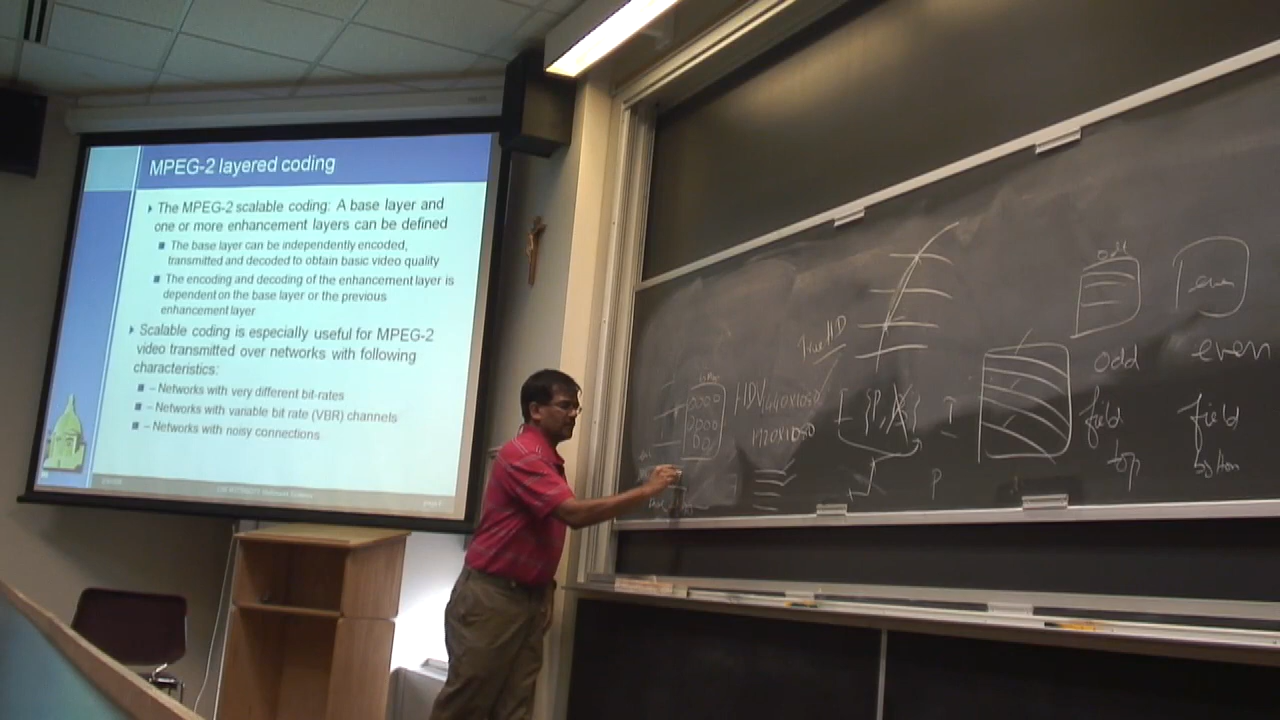 MPEG-2 layered coding
The MPEG-2 scalable coding: A base layer and
one or more enhancement layers can be defined
The base layer can be independently encoded,
transmitted and decoded to obtain basic video quality
The encoding and decoding of the enhancement layer is
dependent on the base layer or the previous
enhancement layer
Scalable coding is especially useful for MPEG-2
video transmitted over networks with following
characteristics:
– Networks with very different bit-rates
– Networks with variable bit rate (VBR) channels
– Networks with noisy connections
True HD
HDV 1440x1080
1920x1080
I
P
odd
even
odd
even
field
field
top